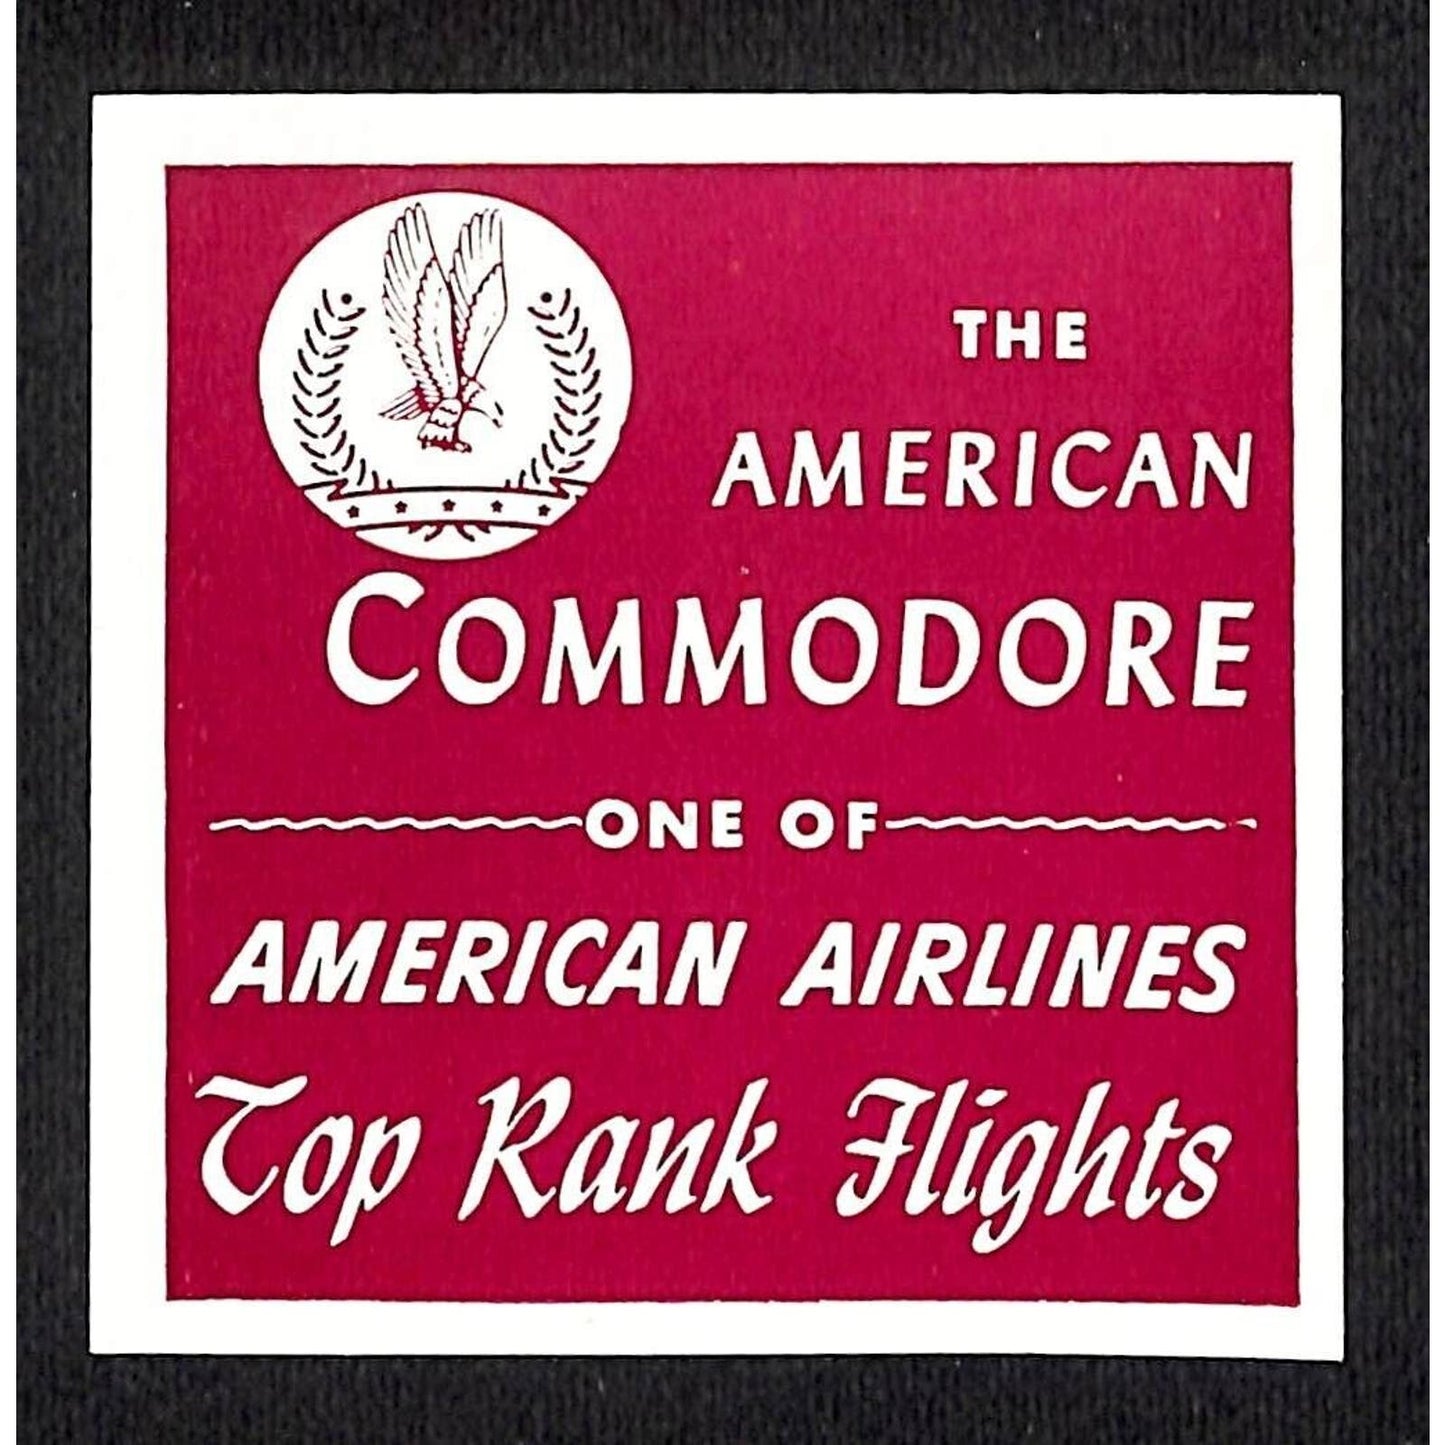 THE
AMERICAN
COMMODORE
ONE OF
AMERICAN AIRLINES
Top Rank Flights